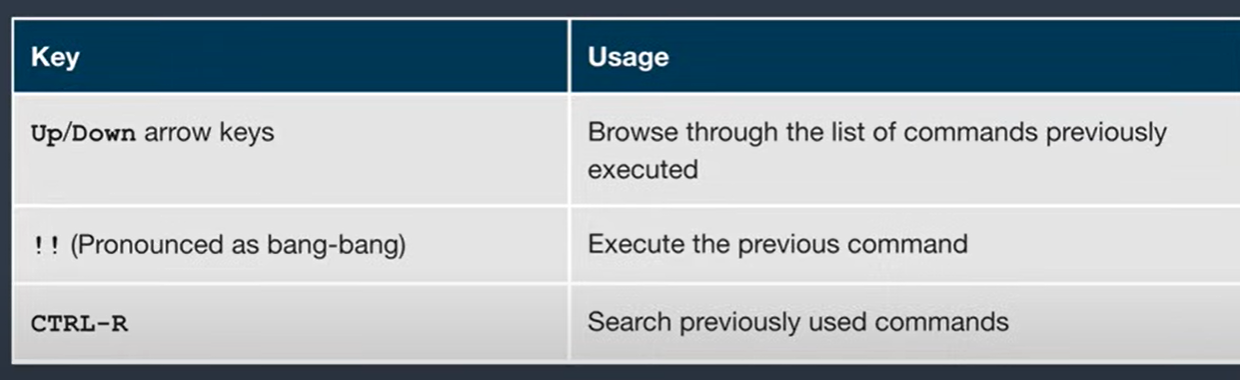 Key
Usage
Up/Down arrow keys
Browse through the list of commands previously
executed
!! (Pronounced as bang-bang)
Execute the previous command
CTRL-R
Search previously used commands